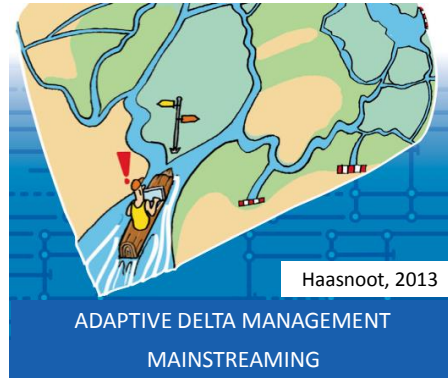 !
Haasnoot, 2013
ADAPTIVE DELTA MANAGEMENT
MAINSTREAMING